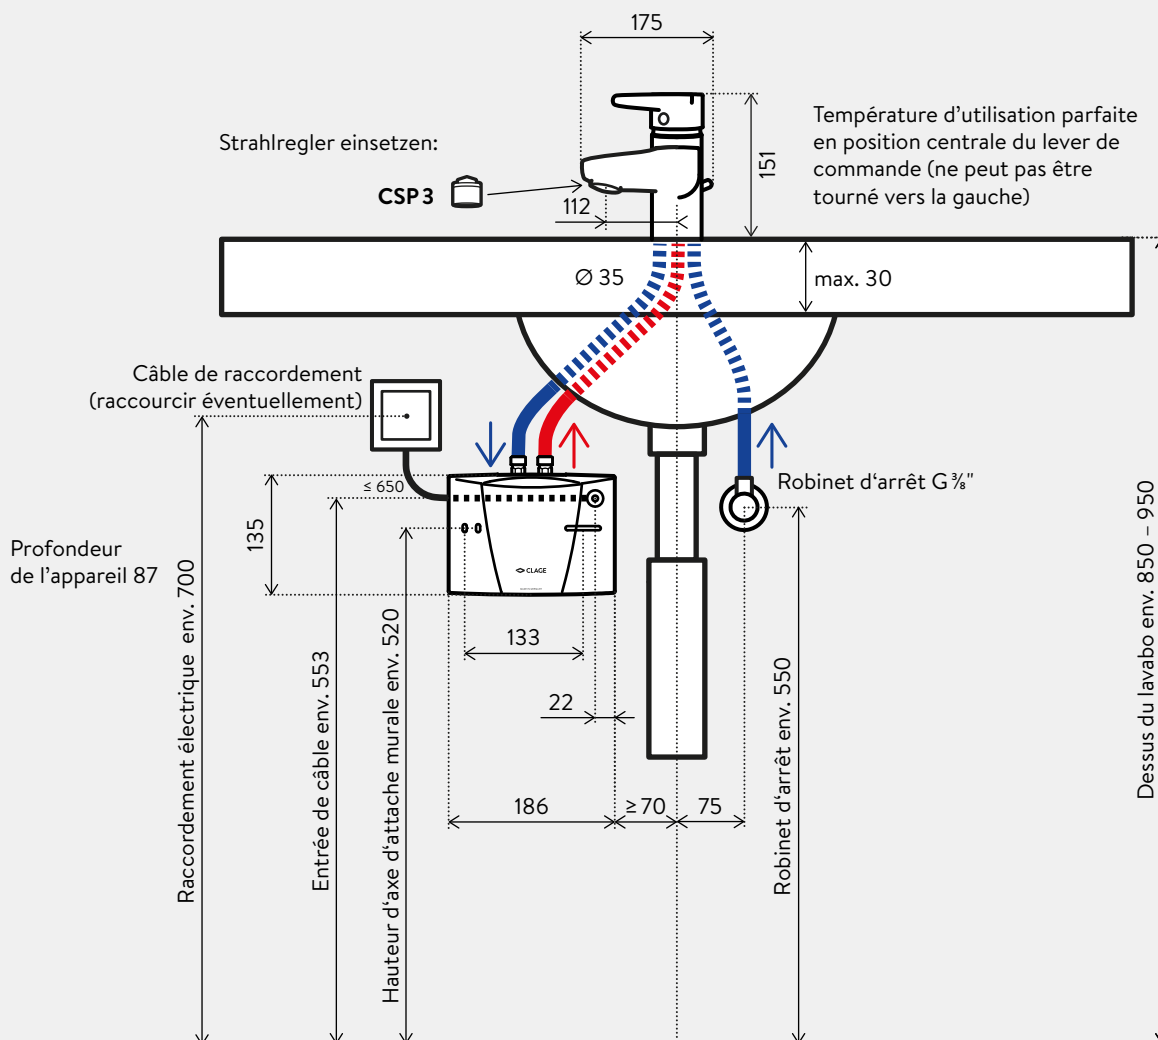 175
Strahlregler einsetzen:
CSP 3
112
151
Température d'utilisation parfaite
en position centrale du lever de
commande (ne peut pas être
tourné vers la gauche)
Ø 35
max. 30
Câble de raccordement
(raccourcir éventuellement)
≤ 650
Robinet d'arrêt G ⅜"
135
Profondeur
de l'appareil 87
CLAGE
133
22
186
≥ 70
75
Raccordement électrique env. 700
Entrée de câble env. 553
Hauteur d'axe d'attache murale env. 520
Robinet d'arrêt env. 550
Dessus du lavabo env. 850 – 950